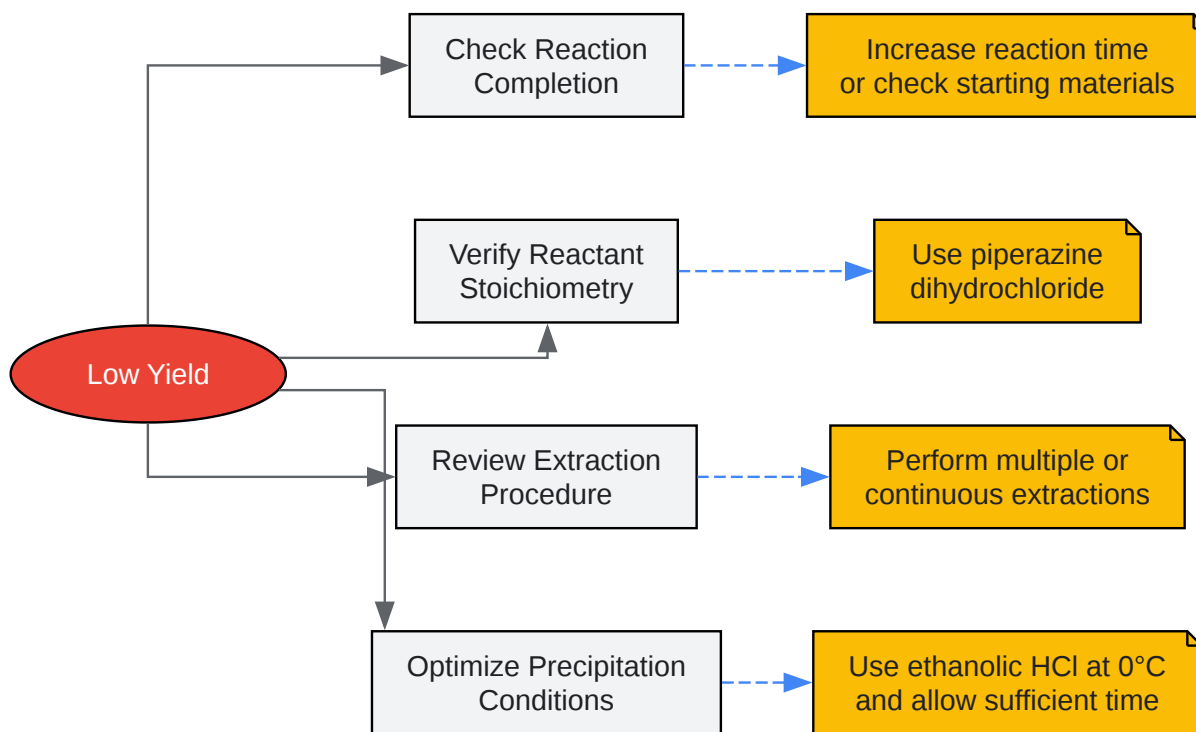 Check Reaction
Completion
Increase reaction time
or check starting materials
Verify Reactant
Stoichiometry
Use piperazine
dihydrochloride
Low Yield
Review Extraction
Procedure
Perform multiple or
continuous extractions
Optimize Precipitation
Conditions
Use ethanolic HCl at 0°C
and allow sufficient time